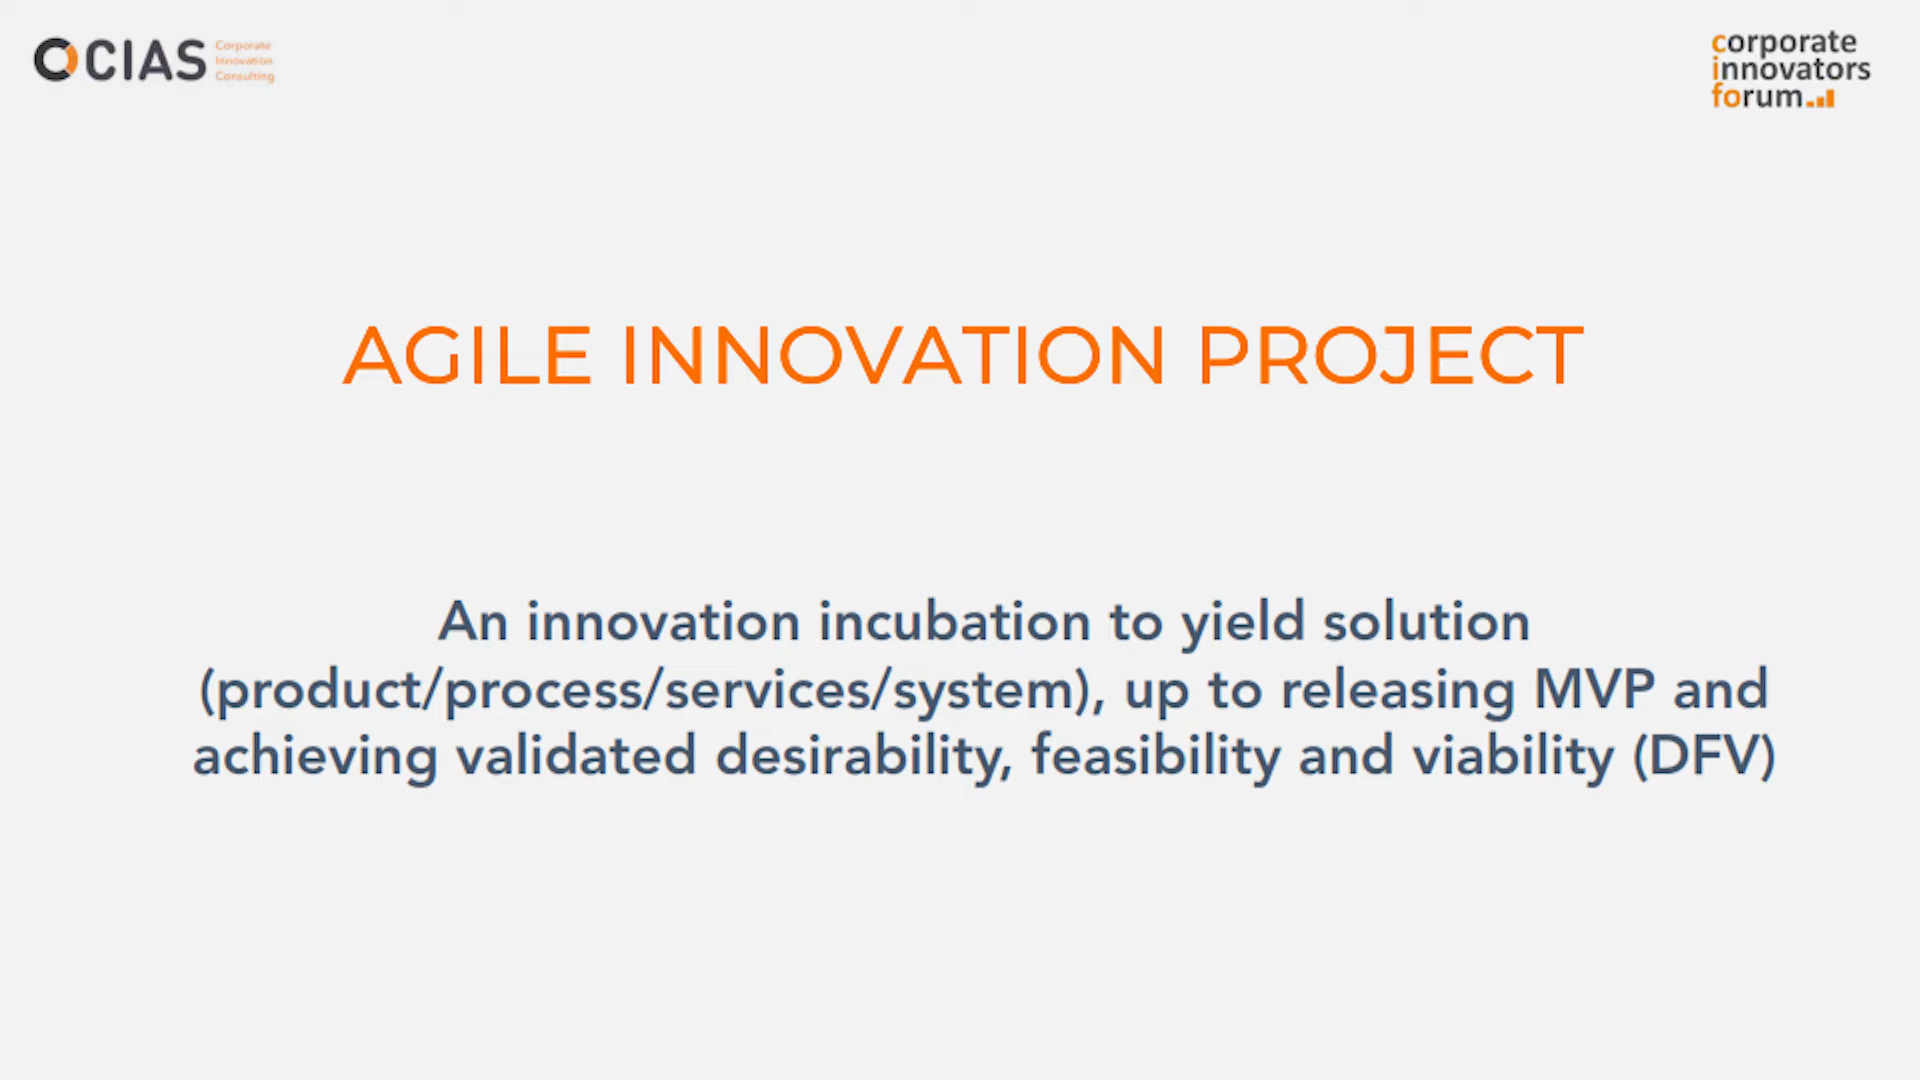 CIAS
Corporate
Innovation
Consulting
corporate
innovators
forum
AGILE INNOVATION PROJECT
An innovation incubation to yield solution
(product/process/services/system), up to releasing MVP and
achieving validated desirability, feasibility and viability (DFV)